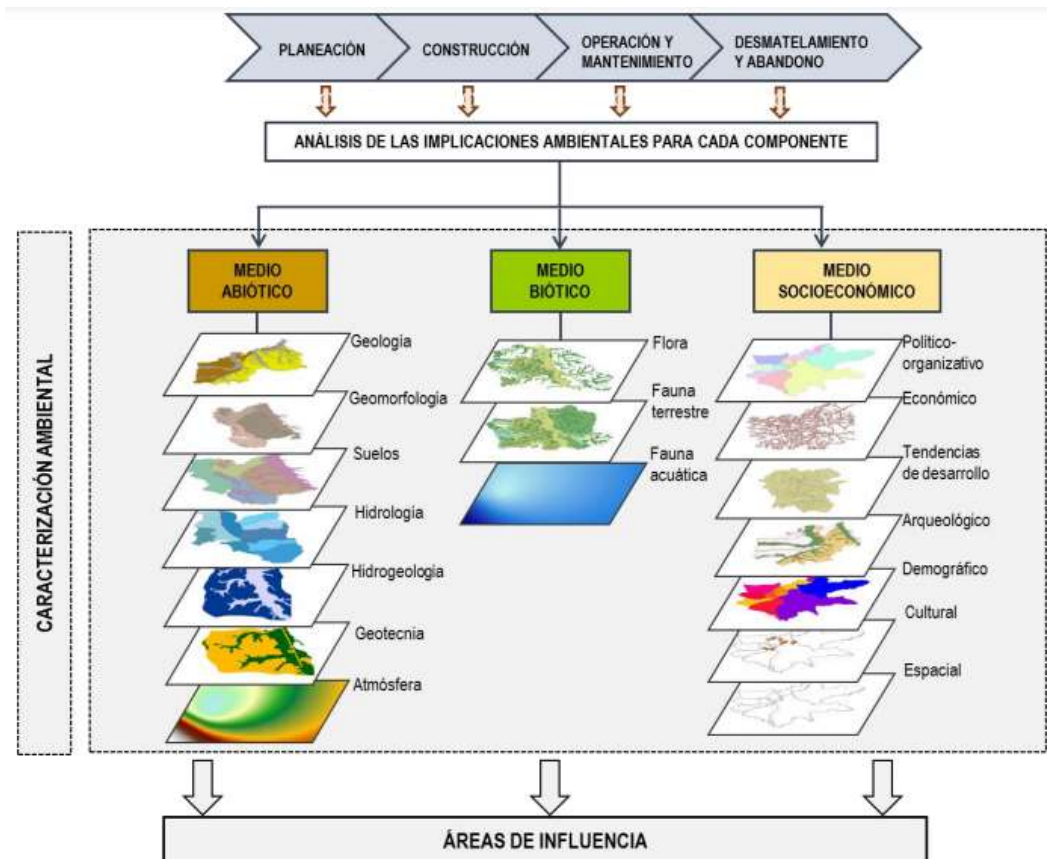 PLANEACIÓN
CONSTRUCCIÓN
OPERACIÓN Y
MANTENIMIENTO
DESMATELAMIENTO
Y ABANDONO
ANÁLISIS DE LAS IMPLICACIONES AMBIENTALES PARA CADA COMPONENTE
CARACTERIZACIÓN AMBIENTAL
MEDIO
ABIÓTICO
Geología
Geomorfología
Suelos
Hidrología
Hidrogeología
Geotecnia
Atmósfera
MEDIO
BIÓTICO
Flora
Fauna
terrestre
Fauna
acuática
MEDIO
SOCIOECONÓMICO
Político-
organizativo
Económico
Tendencias
de desarrollo
Arqueológico
Demográfico
Cultural
Espacial
ÁREAS DE INFLUENCIA